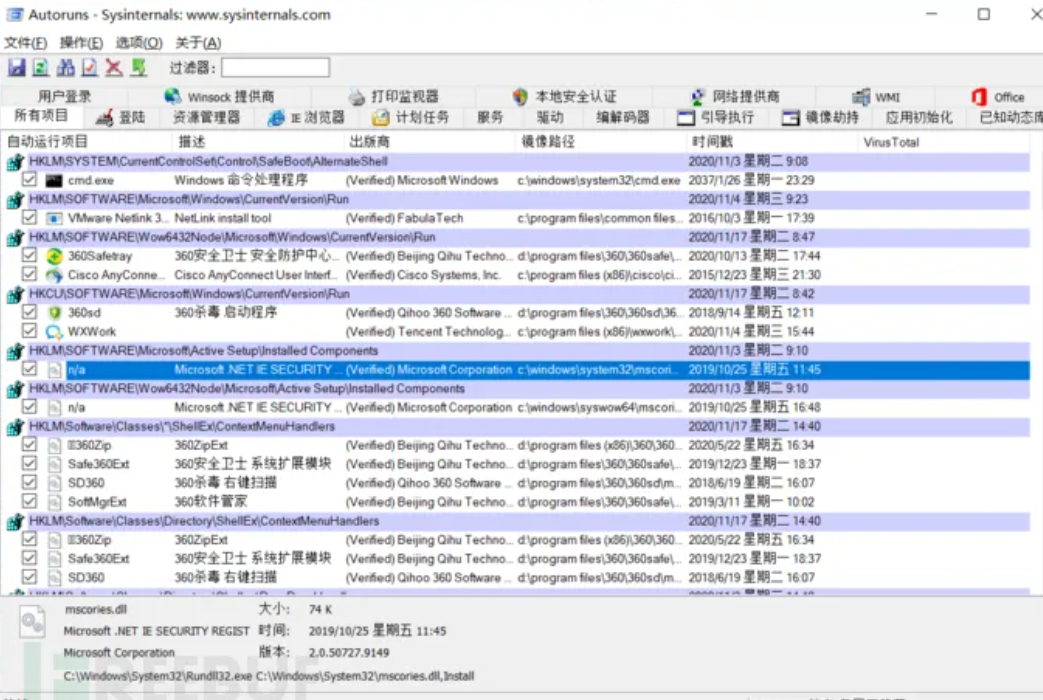 Autoruns - Sysinternals: www.sysinternals.com
文件(F) 操作(E) 选项(O) 关于(A)
过滤器:
用户登录 Winsock 提供商 打印监视器 本地安全认证 网络提供商 WMI Office
所有项目 登陆 资源管理器 IE 浏览器 计划任务 服务 驱动 编解码器 引导执行 镜像劫持 应用初始化 已知动态库
自动运行项目 描述 出版商 镜像路径 时间戳 VirusTotal
HKLM\SYSTEM\CurrentControlSet\Control\SafeBoot\AlternateShell 2020/11/3 星期二 9:08
cmd.exe Windows 命令处理程序 (Verified) Microsoft Windows c:\windows\system32\cmd.exe 2037/1/26 星期一 23:29
HKLM\SOFTWARE\Microsoft\Windows\CurrentVersion\Run 2020/11/4 星期三 9:23
VMware Netlink 3... NetLink install tool (Verified) FabulaTech c:\program files\common files... 2016/10/3 星期一 17:39
HKLM\SOFTWARE\Wow6432Node\Microsoft\Windows\CurrentVersion\Run 2020/11/17 星期二 8:47
360Safetray 360安全卫士 安全防护中心... (Verified) Beijing Qihu Techno... d:\program files\360\360safe\... 2020/10/13 星期二 17:44
Cisco AnyConne... Cisco AnyConnect User Interf... (Verified) Cisco Systems, Inc. c:\program files (x86)\cisco\ci... 2015/12/23 星期三 21:30
HKCU\SOFTWARE\Microsoft\Windows\CurrentVersion\Run 2020/11/17 星期二 8:42
360sd 360杀毒 启动程序 (Verified) Qihoo 360 Software ... d:\program files\360\360sd\36... 2018/9/14 星期五 12:11
WXWork (Verified) Tencent Technolog... c:\program files (x86)\wxwork\... 2020/11/4 星期三 15:44
HKLM\SOFTWARE\Microsoft\Active Setup\Installed Components 2020/11/3 星期二 9:10
n/a Microsoft .NET IE SECURITY ... (Verified) Microsoft Corporation c:\windows\system32\mscori... 2019/10/25 星期五 11:45
HKLM\SOFTWARE\Wow6432Node\Microsoft\Active Setup\Installed Components 2020/11/3 星期二 9:10
n/a Microsoft .NET IE SECURITY ... (Verified) Microsoft Corporation c:\windows\syswow64\mscori... 2019/10/25 星期五 16:48
HKLM\Software\Classes\*\ShellEx\ContextMenuHandlers 2020/11/17 星期二 14:40
360Zip 360ZipExt (Verified) Beijing Qihu Techno... d:\program files (x86)\360\360... 2020/5/22 星期五 16:34
Safe360Ext 360安全卫士 系统扩展模块 (Verified) Beijing Qihu Techno... d:\program files\360\360safe\... 2019/12/23 星期一 18:37
SD360 360杀毒 右键扫描 (Verified) Qihoo 360 Software ... d:\program files\360\360sd\m... 2018/6/19 星期二 16:07
SoftMgrExt 360软件管家 (Verified) Beijing Qihu Techno... d:\program files\360\360safe\... 2019/3/11 星期一 10:02
HKLM\Software\Classes\Directory\ShellEx\ContextMenuHandlers 2020/11/17 星期二 14:40
360Zip 360ZipExt (Verified) Beijing Qihu Techno... d:\program files (x86)\360\360... 2020/5/22 星期五 16:34
Safe360Ext 360安全卫士 系统扩展模块 (Verified) Beijing Qihu Techno... d:\program files\360\360safe\... 2019/12/23 星期一 18:37
SD360 360杀毒 右键扫描 (Verified) Qihoo 360 Software ... d:\program files\360\360sd\m... 2018/6/19 星期二 16:07
mscories.dll 大小: 74 K
Microsoft .NET IE SECURITY REGIST 时间: 2019/10/25 星期五 11:45
Microsoft Corporation 版本: 2.0.50727.9149
C:\Windows\System32\Rundll32.exe C:\Windows\System32\mscories.dll,Install
REEBUF